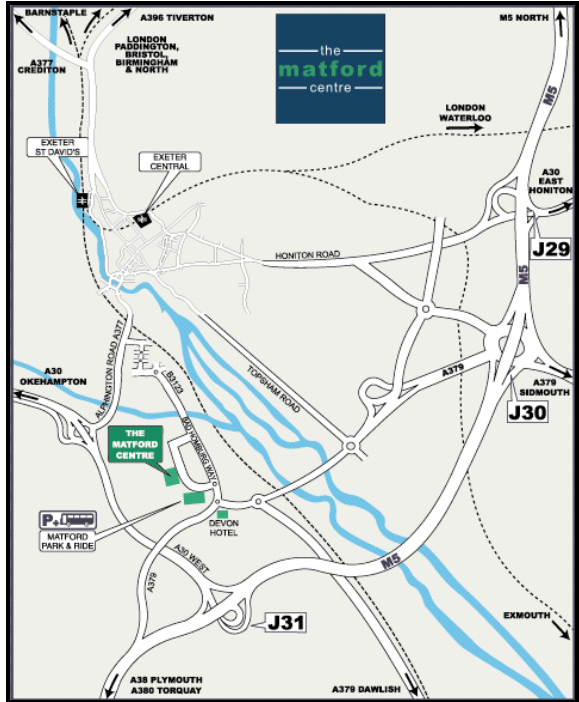 BARNSTAPLE
A396 TIVERTON
M5 NORTH
LONDON
PADDINGTON,
BRISTOL,
BIRMINGHAM
& NORTH
A377
CREDITON
the
matford
centre
M5
LONDON
WATERLOO
EXETER
ST DAVID'S
EXETER
CENTRAL
A30
EAST
HONITON
J29
HONITON ROAD
M5
ALPHINGTON ROAD A377
A30
OKEHAMPTON
B3123
TOPSHAM ROAD
A379
A379
SIDMOUTH
J30
BAD HOMBURG WAY
THE
MATFORD
CENTRE
P+
MATFORD
PARK & RIDE
DEVON
HOTEL
A30 WEST
A379
M5
J31
EXMOUTH
A38 PLYMOUTH
A380 TORQUAY
A379 DAWLISH